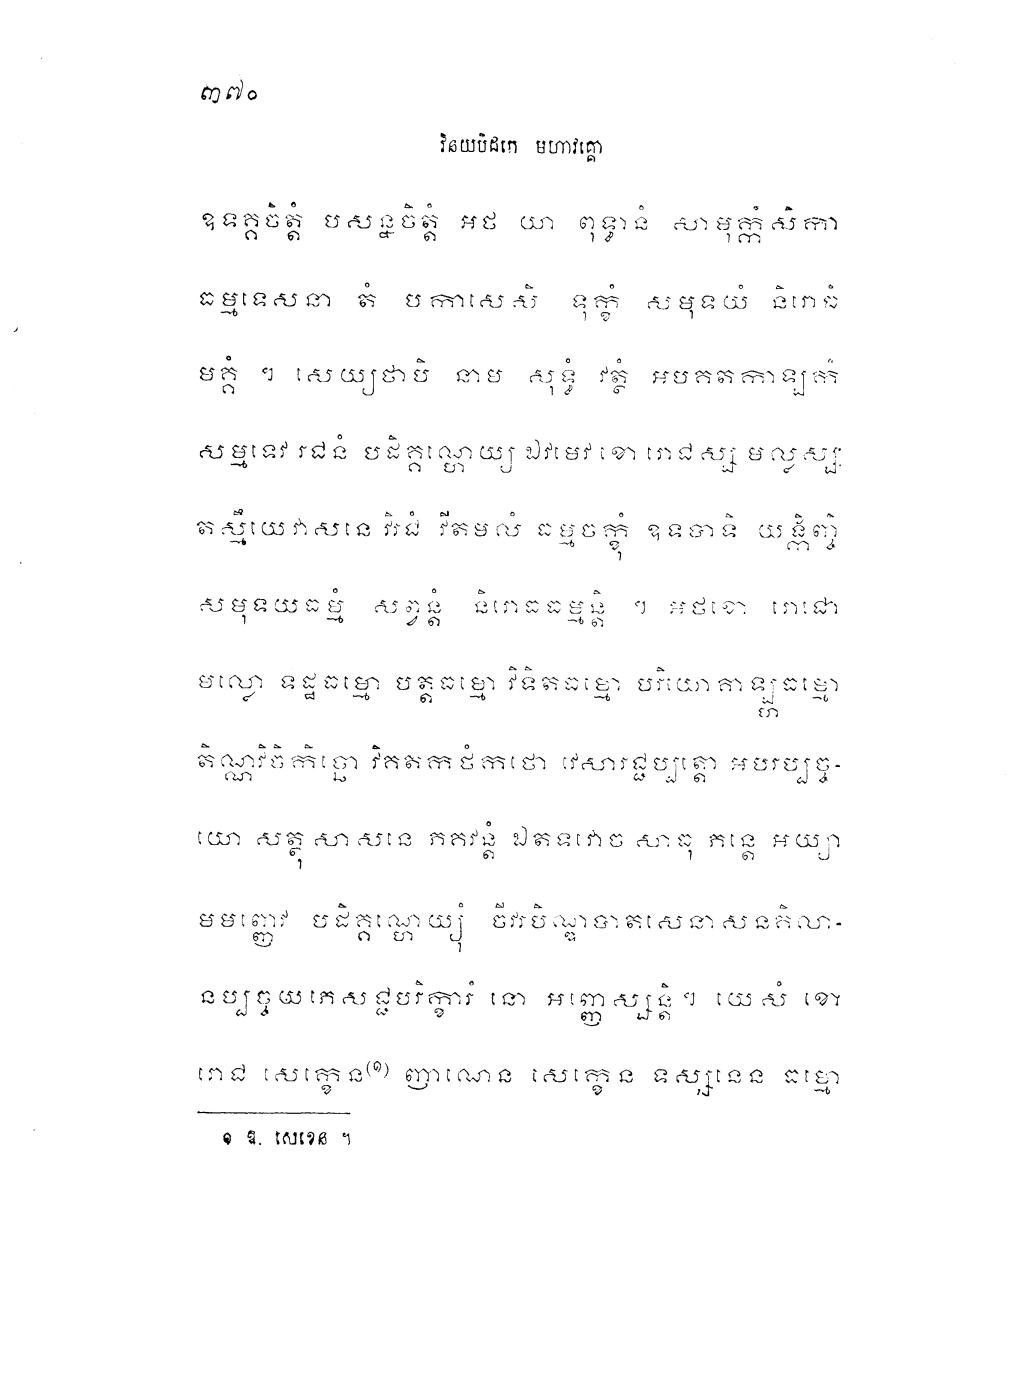 ៣៧០
វិនយបិដកេ មហាវគ្គោ
ឧទគ្គចិត្តំ បសន្នចិត្តំ អថ យា ពុទ្ធានំ សាមុក្កំសិកា
ធម្មទេសនា តំ បកាសេសិ ទុក្ខំ សមុទយំ និរោធំ
មគ្គំ ។ សេយ្យថាបិ នាម សុទ្ធំ វត្ថំ អបគតកាឡកំ
សម្មទេវ រជនំ បដិគ្គណ្ហេយ្យ ឯវមេវ ខោ រោជស្ស មល្លស្ស
តស្មឹយេវាសនេ វិរជំ វីតមលំ ធម្មចក្ខុំ ឧទបាទិ យង្កិញ្ចិ
សមុទយធម្មំ សព្វន្តំ និរោធធម្មន្តិ ។ អថខោ រោជោ
មល្លោ ទដ្ឋធម្មោ បត្តធម្មោ វិទិតធម្មោ បរិយោគាឡ្ហធម្មោ
តិណ្ណវិចិកិច្ឆោ វិគតកថំកថោ វេសារជ្ជប្បត្តោ អបរប្បច្ច-
យោ សត្ថុ សាសនេ ភគវន្តំ ឯតទវោច សាធុ ភន្តេ អយ្យា
មមញ្ញេវ បដិគ្គណ្ហេយ្យុំ ចីវរបិណ្ឌបាតសេនាសនគិលា-
នប្បច្ចយភេសជ្ជបរិក្ខារំ នោ អញ្ញេស្សន្តិ ។ យេសំ ខោ
រោជ សេក្ខេន(១) ញាណេន សេក្ខេន ទស្សនេន ធម្មោ
១ ឱ. សេខេន ។